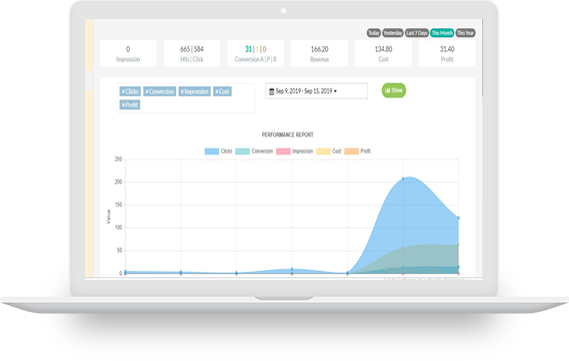 Today Yesterday Last 7 Days This Month This Year
0 665 | 584 31 | 1 | 0 166.20 134.80 31.40
Impression Hits | Click Conversion A | P | R Revenue Cost Profit
×Clicks ×Conversion ×Impression ×Cost
×Profit
Sep 9, 2019 - Sep 15, 2019
Show
PERFORMANCE REPORT
Clicks Conversion Impression Cost Profit
250
200
150
100
50
0
Value